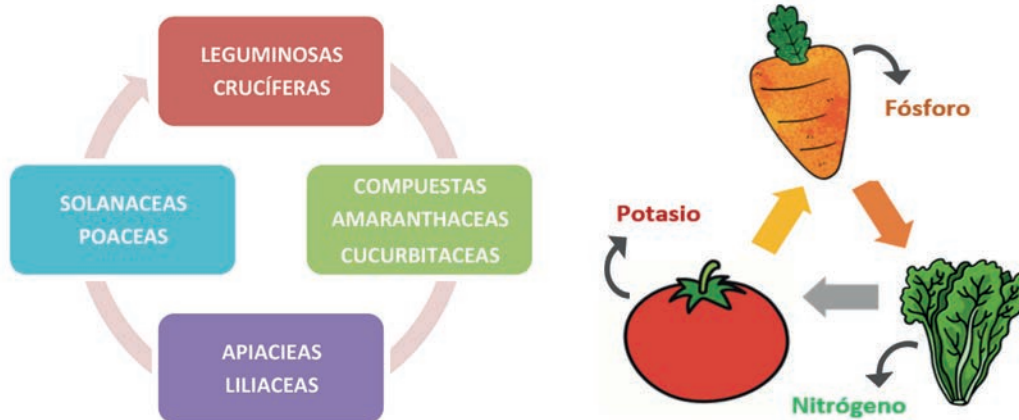 LEGUMINOSAS
CRUCÍFERAS
COMPUESTAS
AMARANTHACEAS
CUCURBITACEAS
APIACIEAS
LILIACEAS
SOLANACEAS
POACEAS
Fósforo
Potasio
Nitrógeno